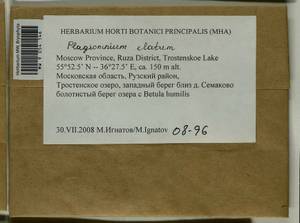 HERBARIUM HORTI BOTANICI PRINCIPALIS (MHA)
Plagiomnium elatum
Moscow Province, Ruza District, Trostenskoe Lake
55°52.5' N -- 36°27.5' E, ca. 150 m alt.
Московская область, Рузский район,
Тростенское озеро, западный берег близ д. Семаково
болотистый берег озера с Betula humilis
30.VII.2008 М.Игнатов/M.Ignatov 08-96